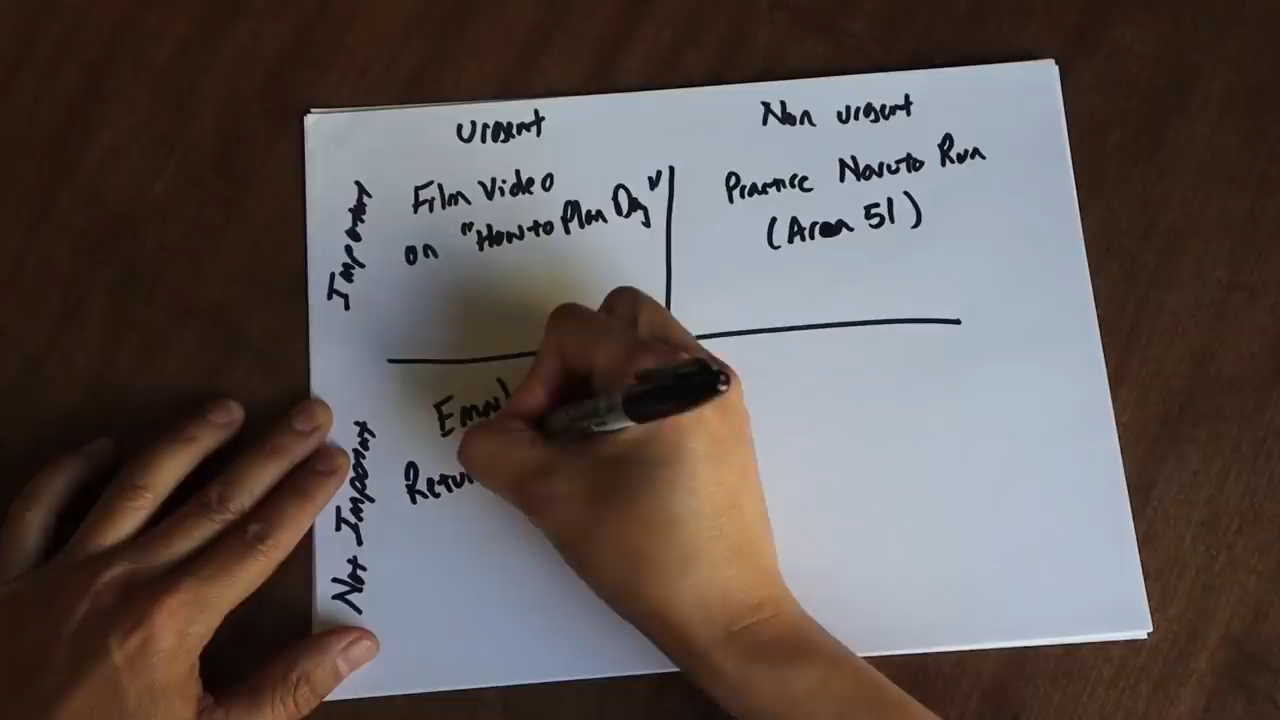 Urgent
Non urgent
Important
Film Video
on "How to Plan Day"
Practice Naruto Run
(Area 51)
Not Important